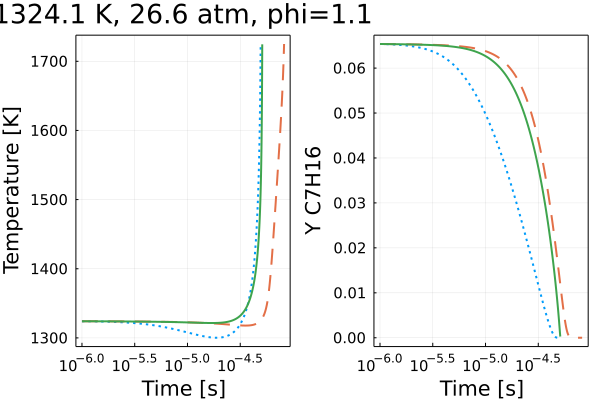 1324.1 K, 26.6 atm, phi=1.1
Temperature [K]
1700
1600
1500
1400
1300
10^-6.0 10^-5.5 10^-5.0 10^-4.5
Time [s]
Y C7H16
0.06
0.05
0.04
0.03
0.02
0.01
0.00
10^-6.0 10^-5.5 10^-5.0 10^-4.5
Time [s]